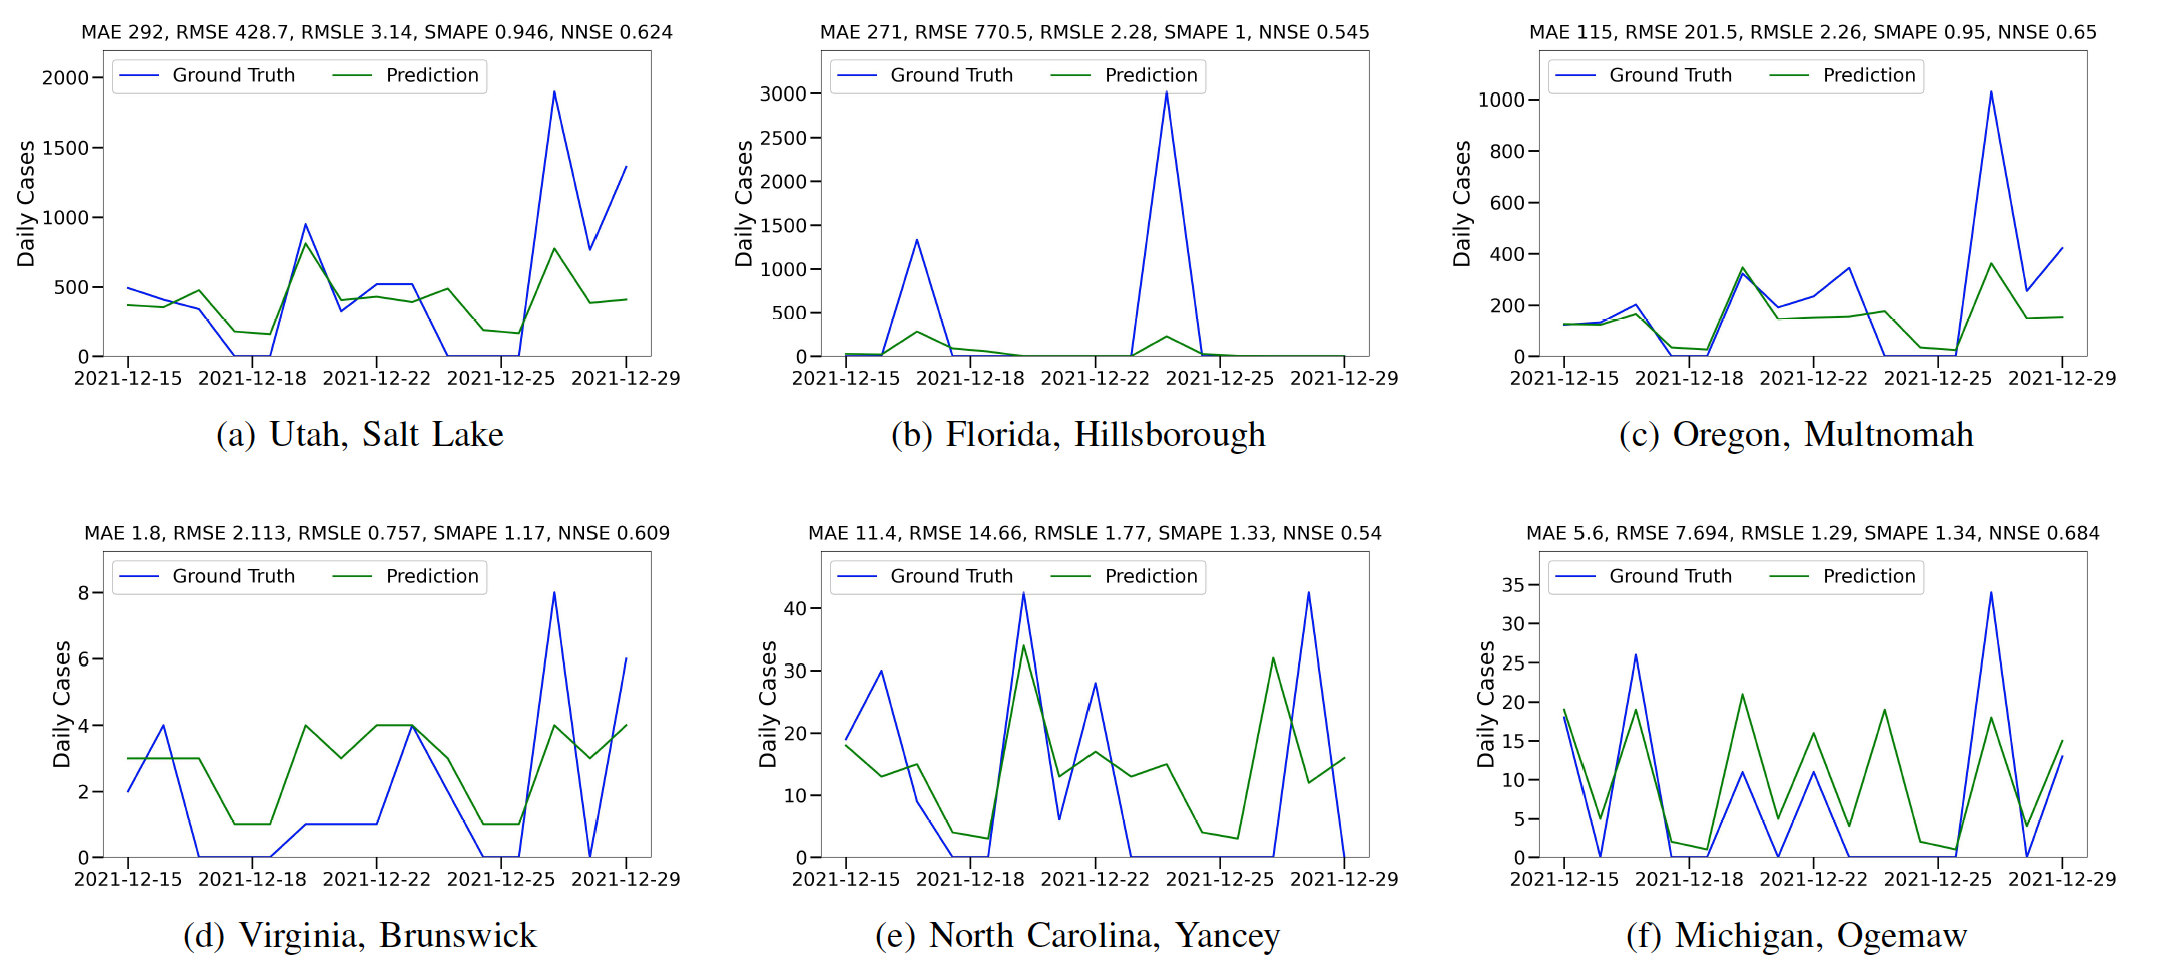 MAE 292, RMSE 428.7, RMSLE 3.14, SMAPE 0.946, NNSE 0.624
Ground Truth
Prediction
Daily Cases
2000
1500
1000
500
0
2021-12-15
2021-12-18
2021-12-22
2021-12-25
2021-12-29
(a) Utah, Salt Lake
MAE 271, RMSE 770.5, RMSLE 2.28, SMAPE 1, NNSE 0.545
Ground Truth
Prediction
Daily Cases
3000
2500
2000
1500
1000
500
0
2021-12-15
2021-12-18
2021-12-22
2021-12-25
2021-12-29
(b) Florida, Hillsborough
MAE 115, RMSE 201.5, RMSLE 2.26, SMAPE 0.95, NNSE 0.65
Ground Truth
Prediction
Daily Cases
1000
800
600
400
200
0
2021-12-15
2021-12-18
2021-12-22
2021-12-25
2021-12-29
(c) Oregon, Multnomah
MAE 1.8, RMSE 2.113, RMSLE 0.757, SMAPE 1.17, NNSE 0.609
Ground Truth
Prediction
Daily Cases
8
6
4
2
0
2021-12-15
2021-12-18
2021-12-22
2021-12-25
2021-12-29
(d) Virginia, Brunswick
MAE 11.4, RMSE 14.66, RMSLE 1.77, SMAPE 1.33, NNSE 0.54
Ground Truth
Prediction
Daily Cases
40
30
20
10
0
2021-12-15
2021-12-18
2021-12-22
2021-12-25
2021-12-29
(e) North Carolina, Yancey
MAE 5.6, RMSE 7.694, RMSLE 1.29, SMAPE 1.34, NNSE 0.684
Ground Truth
Prediction
Daily Cases
35
30
25
20
15
10
5
0
2021-12-15
2021-12-18
2021-12-22
2021-12-25
2021-12-29
(f) Michigan, Ogemaw